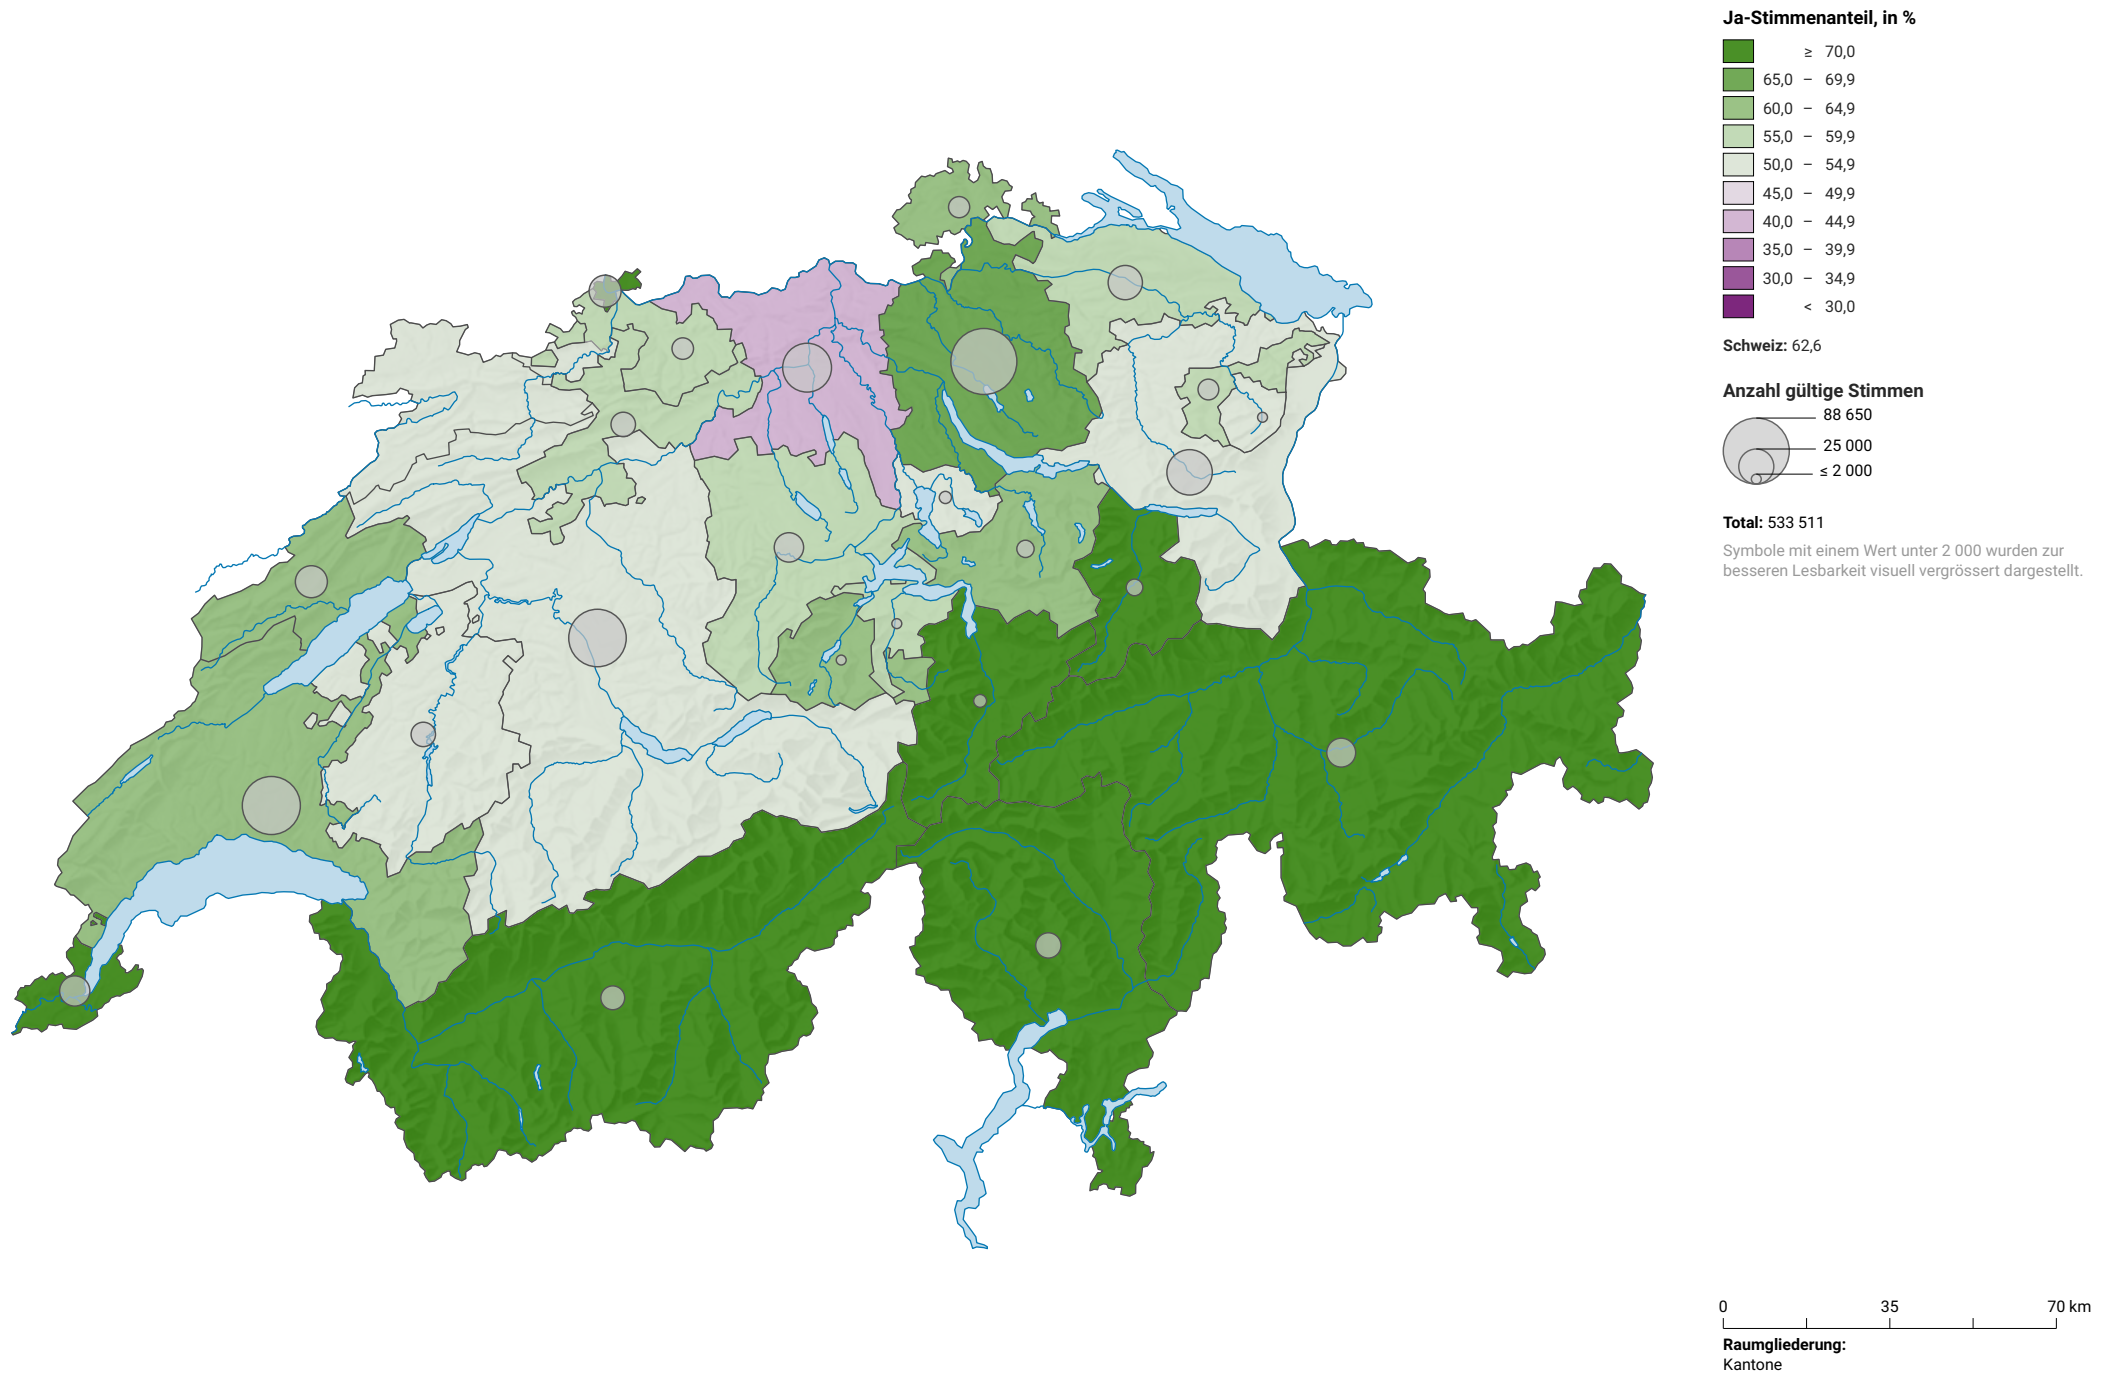 Ja-Stimmenanteil, in %
≥ 70,0
65,0 – 69,9
60,0 – 64,9
55,0 – 59,9
50,0 – 54,9
45,0 – 49,9
40,0 – 44,9
35,0 – 39,9
30,0 – 34,9
< 30,0
Schweiz: 62,6
Anzahl gültige Stimmen
88 650
25 000
≤ 2 000
Total: 533 511
Symbole mit einem Wert unter 2 000 wurden zur
besseren Lesbarkeit visuell vergrössert dargestellt.
0 35 70 km
Raumgliederung:
Kantone